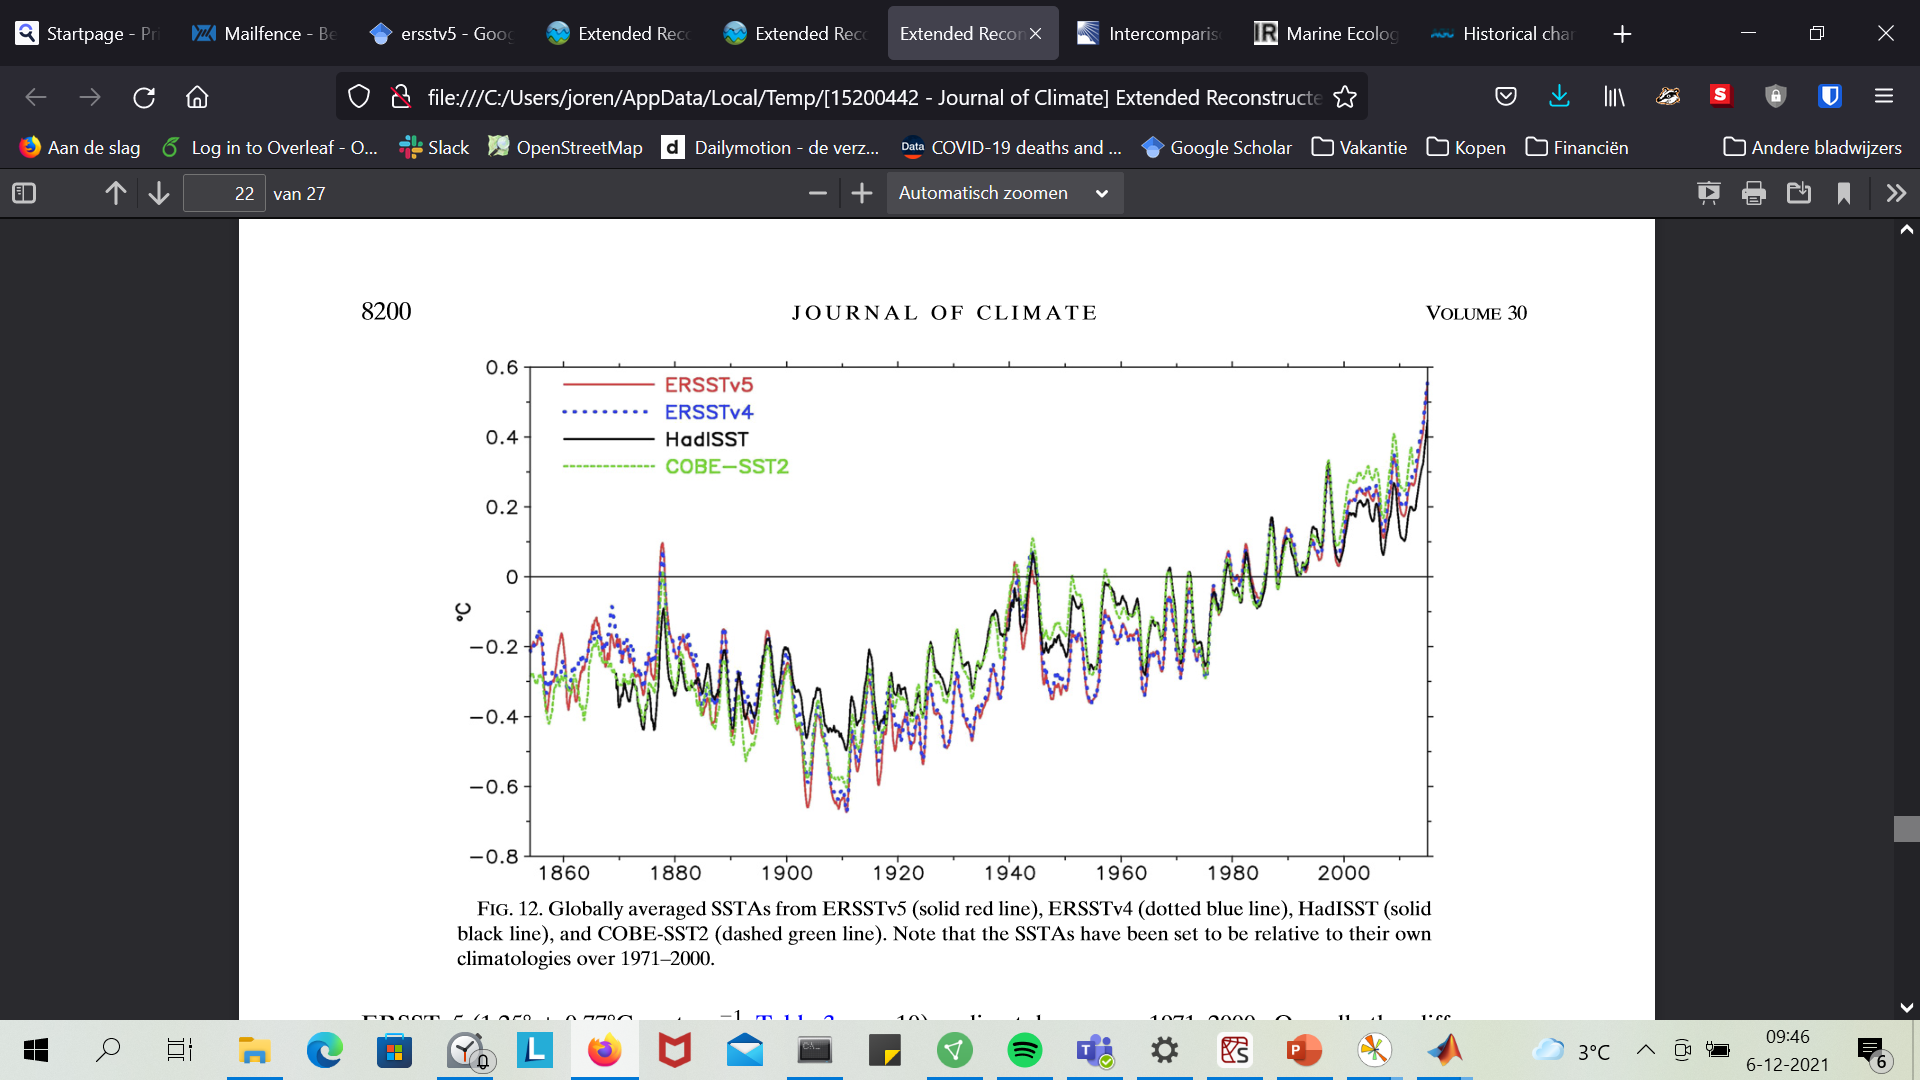 Startpage - Pri
Mailfence - Be
ersstv5 - Goog
Extended Reco
Extended Reco
Extended Recon
Intercomparis
Marine Ecolog
Historical char
file:///C:/Users/joren/AppData/Local/Temp/[15200442 - Journal of Climate] Extended Reconstructe
Aan de slag
Log in to Overleaf - O...
Slack
OpenStreetMap
d Dailymotion - de verz...
Data COVID-19 deaths and ...
Google Scholar
Vakantie
Kopen
Financiën
Andere bladwijzers
22 van 27
Automatisch zoomen
8200 JOURNAL OF CLIMATE VOLUME 30
0.6
0.4
0.2
0
−0.2
−0.4
−0.6
−0.8
°C
ERSSTv5
ERSSTv4
HadISST
COBE−SST2
1860 1880 1900 1920 1940 1960 1980 2000
FIG. 12. Globally averaged SSTAs from ERSSTv5 (solid red line), ERSSTv4 (dotted blue line), HadISST (solid
black line), and COBE-SST2 (dashed green line). Note that the SSTAs have been set to be relative to their own
climatologies over 1971–2000.
3°C
09:46
6-12-2021
6